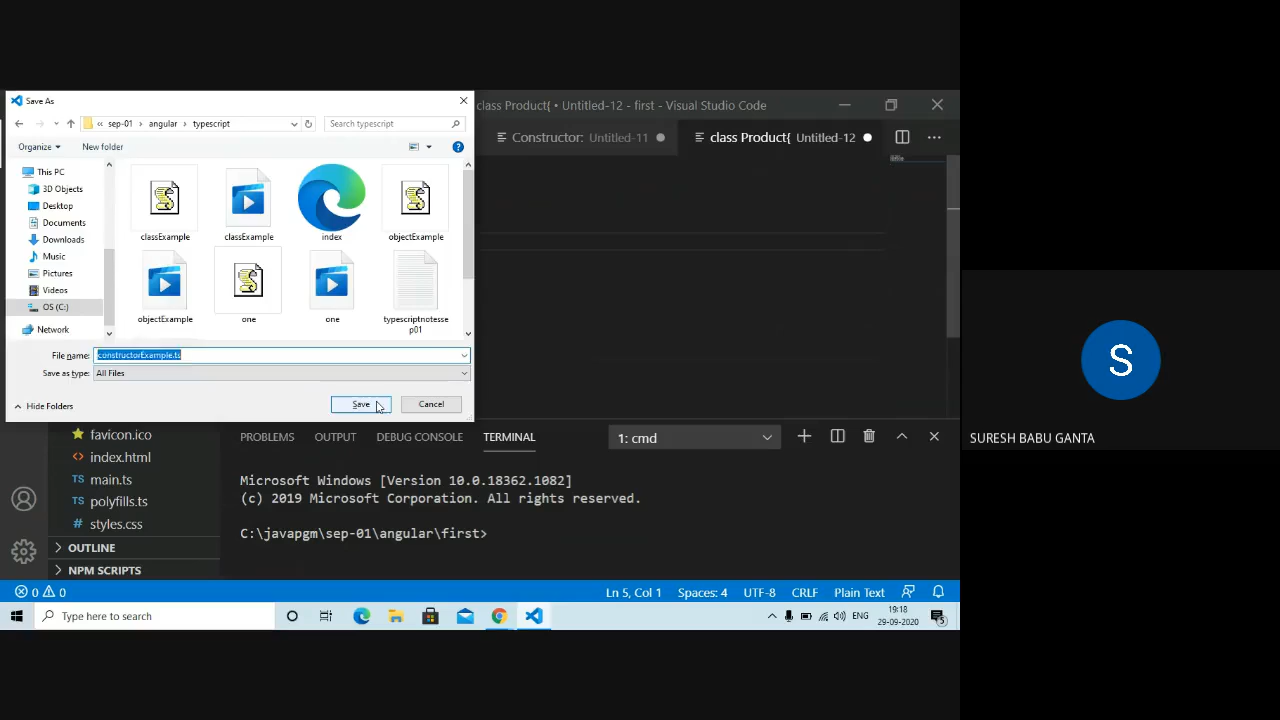 Save As
class Product{ • Untitled-12 - first - Visual Studio Code
sep-01 > angular > typescript
Search typescript
Constructor: Untitled-11
class Product{ Untitled-12
Organize
New folder
This PC
3D Objects
Desktop
Documents
Downloads
Music
Pictures
Videos
OS (C:)
Network
classExample
classExample
index
objectExample
objectExample
one
one
typescriptnotesse
p01
File name: constructorExample.ts
Save as type: All Files
Hide Folders
Save
Cancel
favicon.ico
index.html
TS main.ts
TS polyfills.ts
# styles.css
OUTLINE
NPM SCRIPTS
PROBLEMS
OUTPUT
DEBUG CONSOLE
TERMINAL
1: cmd
Microsoft Windows [Version 10.0.18362.1082]
(c) 2019 Microsoft Corporation. All rights reserved.
C:\javapgm\sep-01\angular\first>
S
SURESH BABU GANTA
0 0
Ln 5, Col 1
Spaces: 4
UTF-8
CRLF
Plain Text
Type here to search
ENG
19:18
29-09-2020
5